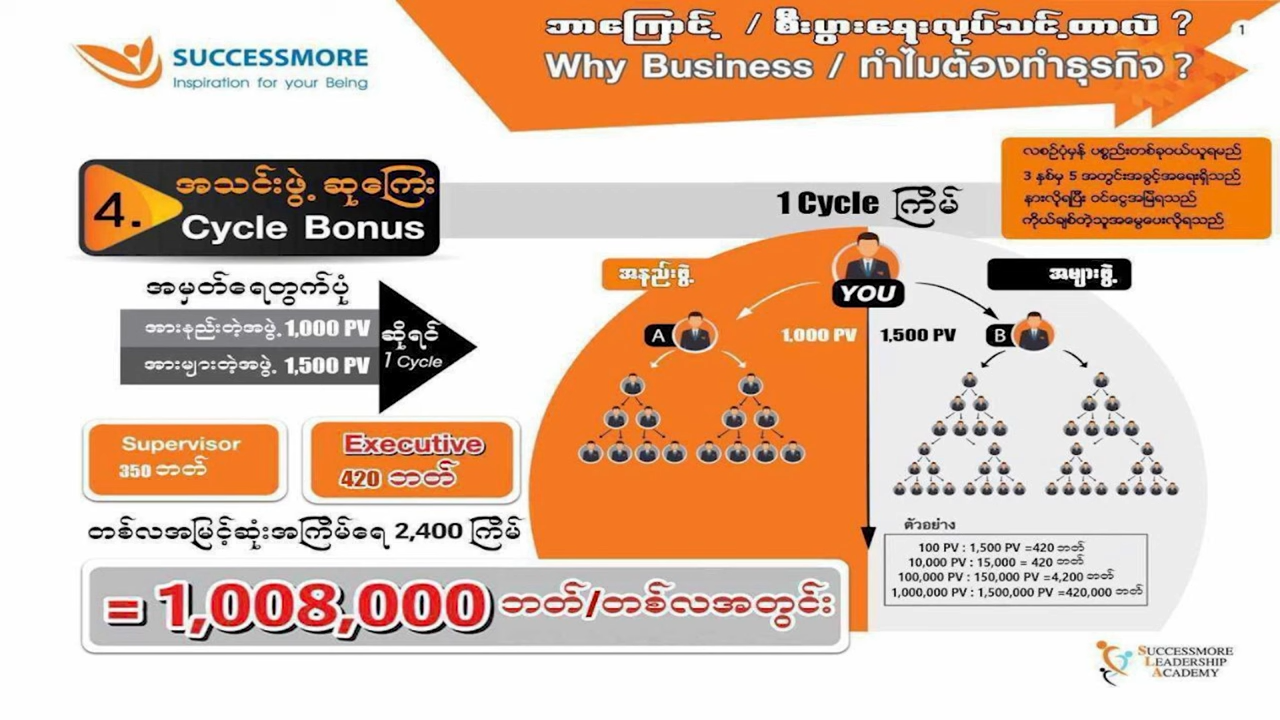 SUCCESSMORE
Inspiration for your Being
ဘာကြောင့် / စီးပွားရေးလုပ်သင့်တာလဲ ?
1
Why Business / ทำไมต้องทำธุรกิจ ?
လစဉ်ပုံမှန် ပစ္စည်းတစ်ခုဝယ်ယူရမည်
3 နှစ်မှ 5 အတွင်းအခွင့်အရေးရှိသည်
နားလို့ရပြီး ဝင်ငွေအမြဲရသည်
ကိုယ်ချစ်တဲ့သူအမွေပေးလို့ရသည်
4.
အသင်းဖွဲ့ ဆုကြေး
Cycle Bonus
1 Cycle ကြိမ်
အမှတ်ရေတွက်ပုံ
အားနည်းတဲ့အဖွဲ့ 1,000 PV
အားများတဲ့အဖွဲ့ 1,500 PV
ဆိုရင်
1 Cycle
အနည်းဖွဲ့
အများဖွဲ့
YOU
A
1,000 PV
1,500 PV
B
Supervisor
350 ဘတ်
Executive
420 ဘတ်
တစ်လအမြင့်ဆုံးအကြိမ်ရေ 2,400 ကြိမ်
= 1,008,000 ဘတ်/တစ်လအတွင်း
ตัวอย่าง
100 PV : 1,500 PV =420 ဘတ်
10,000 PV : 15,000 = 420 ဘတ်
100,000 PV : 150,000 PV =4,200 ဘတ်
1,000,000 PV : 1,500,000 PV =420,000 ဘတ်
SUCCESSMORE
LEADERSHIP
ACADEMY